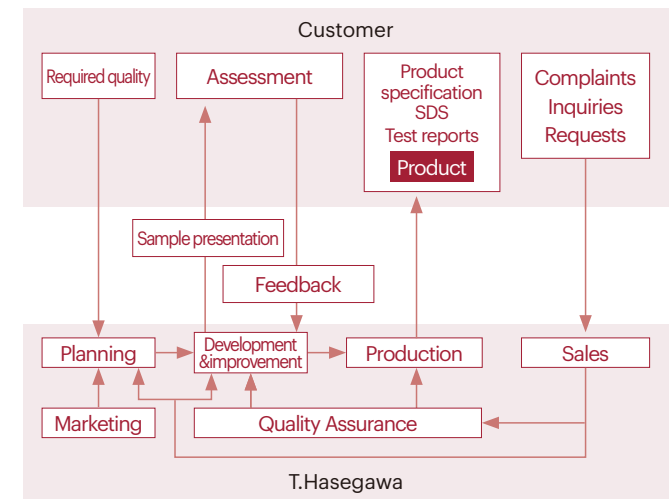 Customer
Required quality
Assessment
Product
specification
SDS
Test reports
Product
Complaints
Inquiries
Requests
Sample presentation
Feedback
Planning
Development
&improvement
Production
Sales
Marketing
Quality Assurance
T.Hasegawa